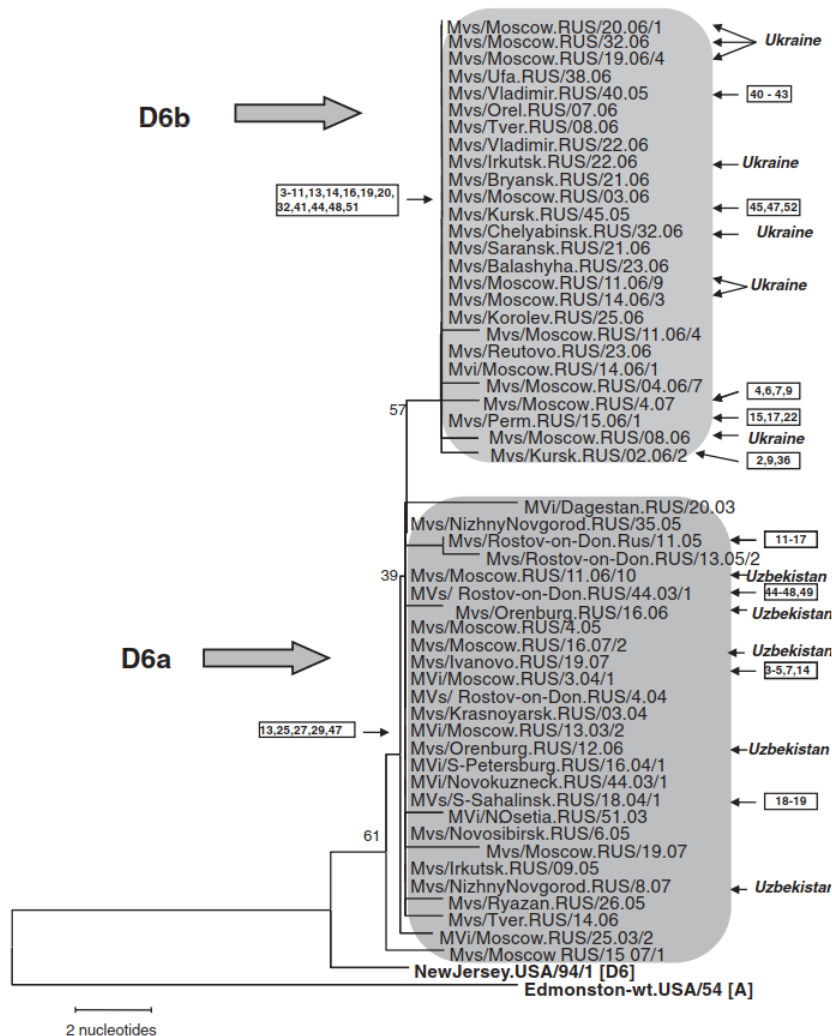 Mvs/Moscow.RUS/20.06/1
Mvs/Moscow.RUS/32.06
Ukraine
Mvs/Moscow.RUS/19.06/4
Mvs/Ufa.RUS/38.06
Mvs/Vladimir.RUS/40.05
40 - 43
D6b
Mvs/Orel.RUS/07.06
Mvs/Tver.RUS/08.06
Mvs/Vladimir.RUS/22.06
Mvs/Irkutsk.RUS/22.06
Ukraine
Mvs/Bryansk.RUS/21.06
3-11,13,14,16,19,20,
32,41,44,48,51
Mvs/Moscow.RUS/03.06
Mvs/Kursk.RUS/45.05
45,47,52
Mvs/Chelyabinsk.RUS/32.06
Ukraine
Mvs/Saransk.RUS/21.06
Mvs/Balashyha.RUS/23.06
Mvs/Moscow.RUS/11.06/9
Ukraine
Mvs/Moscow.RUS/14.06/3
Mvs/Korolev.RUS/25.06
Mvs/Moscow.RUS/11.06/4
Mvs/Reutovo.RUS/23.06
Mvi/Moscow.RUS/14.06/1
Mvs/Moscow.RUS/04.06/7
4,6,7,9
Mvs/Moscow.RUS/4.07
57
Mvs/Perm.RUS/15.06/1
15,17,22
Mvs/Moscow.RUS/08.06
Ukraine
Mvs/Kursk.RUS/02.06/2
2,9,36
MVi/Dagestan.RUS/20.03
Mvs/NizhnyNovgorod.RUS/35.05
Mvs/Rostov-on-Don.Rus/11.05
11-17
Mvs/Rostov-on-Don.RUS/13.05/2
39
Mvs/Moscow.RUS/11.06/10
Uzbekistan
MVs/ Rostov-on-Don.RUS/44.03/1
44-48,49
Mvs/Orenburg.RUS/16.06
Uzbekistan
Mvs/Moscow.RUS/4.05
Mvs/Moscow.RUS/16.07/2
Uzbekistan
D6a
Mvs/Ivanovo.RUS/19.07
3-5,7,14
MVi/Moscow.RUS/3.04/1
MVs/ Rostov-on-Don.RUS/4.04
Mvs/Krasnoyarsk.RUS/03.04
13,25,27,29,47
MVi/Moscow.RUS/13.03/2
Mvs/Orenburg.RUS/12.06
Uzbekistan
MVi/S-Petersburg.RUS/16.04/1
MVi/Novokuzneck.RUS/44.03/1
MVs/S-Sahalinsk.RUS/18.04/1
18-19
MVi/N.Osetia.RUS/51.03
61
Mvs/Novosibirsk.RUS/6.05
Mvs/Moscow.RUS/19.07
Mvs/Irkutsk.RUS/09.05
Mvs/NizhnyNovgorod.RUS/8.07
Uzbekistan
Mvs/Ryazan.RUS/26.05
Mvs/Tver.RUS/14.06
MVi/Moscow.RUS/25.03/2
Mvs/Moscow RUS/15 07/1
NewJersey.USA/94/1 [D6]
Edmonston-wt.USA/54 [A]
2 nucleotides